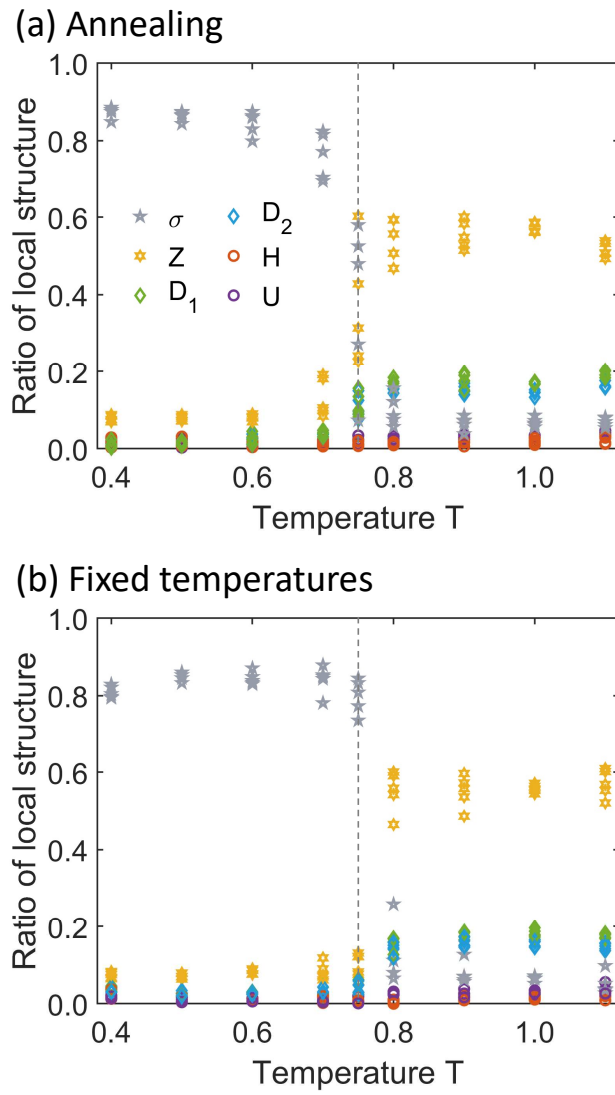 (a) Annealing
1.0
0.8
0.6
0.4
0.2
0.0
Ratio of local structure
σ
D2
Z
H
D1
U
0.4 0.6 0.8 1.0
Temperature T
(b) Fixed temperatures
1.0
0.8
0.6
0.4
0.2
0.0
Ratio of local structure
0.4 0.6 0.8 1.0
Temperature T